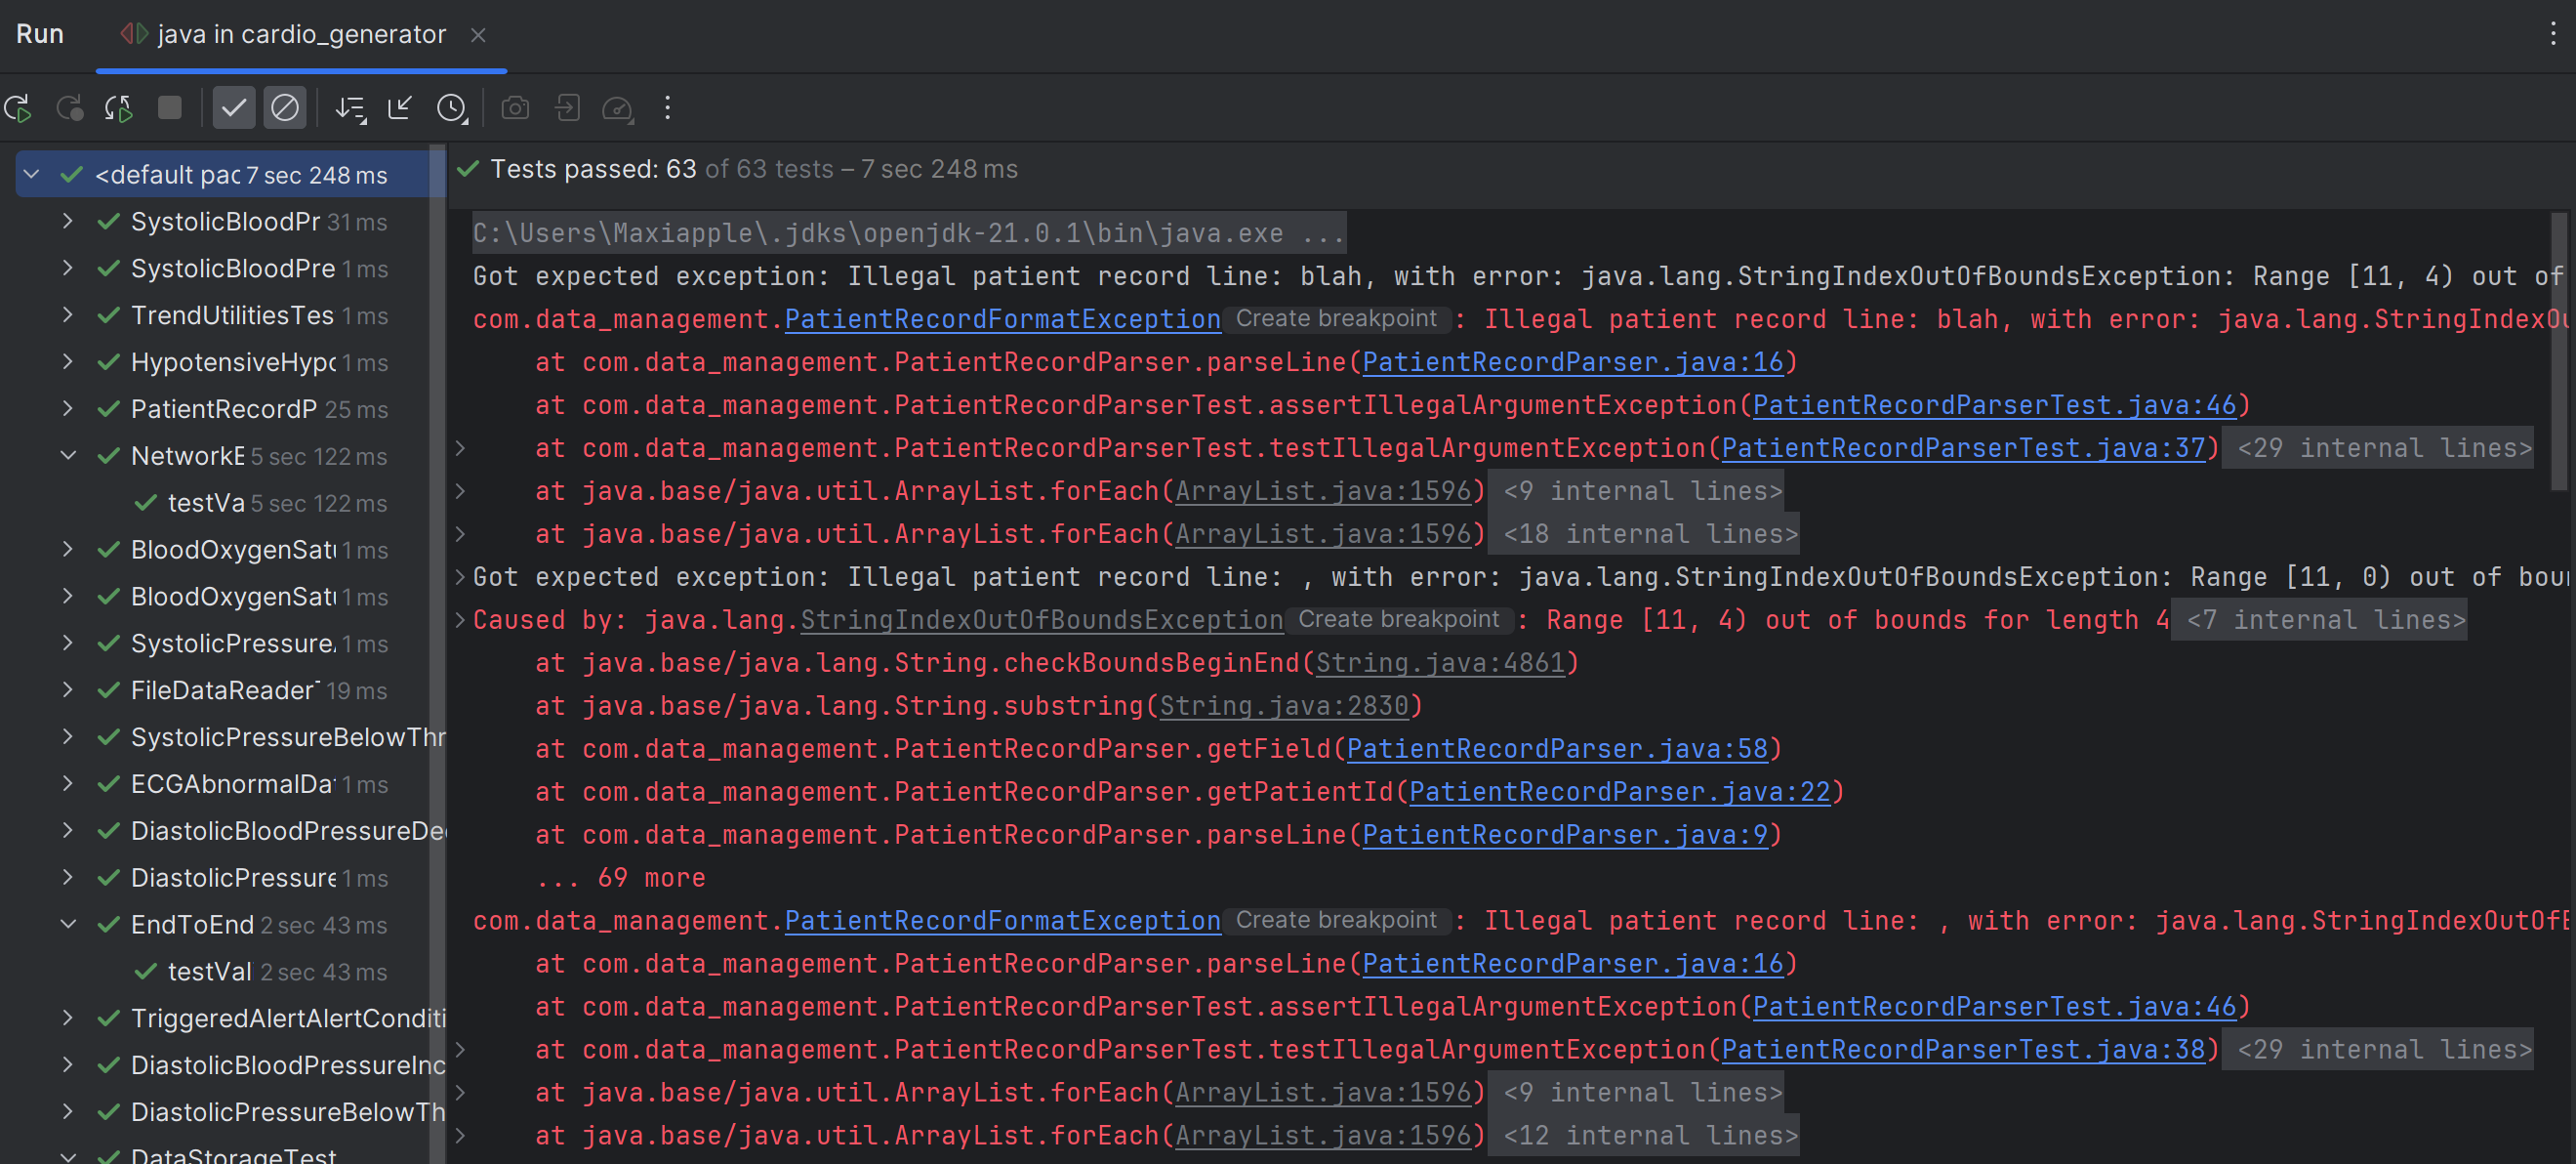 Run
java in cardio_generator
Tests passed: 63 of 63 tests – 7 sec 248 ms
<default pac 7 sec 248 ms
SystolicBloodPr 31 ms
SystolicBloodPre 1 ms
TrendUtilitiesTes 1 ms
HypotensiveHypo 1 ms
PatientRecordP 25 ms
NetworkE 5 sec 122 ms
testVa 5 sec 122 ms
BloodOxygenSatu 1 ms
BloodOxygenSatu 1 ms
SystolicPressureA 1 ms
FileDataReaderT 19 ms
SystolicPressureBelowThr
ECGAbnormalDat 1 ms
DiastolicBloodPressureDec
DiastolicPressure 1 ms
EndToEnd 2 sec 43 ms
testVal 2 sec 43 ms
TriggeredAlertAlertConditi
DiastolicBloodPressureInc
DiastolicPressureBelowTh
DataStorageTest
C:\Users\Maxiapple\.jdks\openjdk-21.0.1\bin\java.exe ...
Got expected exception: Illegal patient record line: blah, with error: java.lang.StringIndexOutOfBoundsException: Range [11, 4) out of
com.data_management.PatientRecordFormatException Create breakpoint : Illegal patient record line: blah, with error: java.lang.StringIndexOu
at com.data_management.PatientRecordParser.parseLine(PatientRecordParser.java:16)
at com.data_management.PatientRecordParserTest.assertIllegalArgumentException(PatientRecordParserTest.java:46)
at com.data_management.PatientRecordParserTest.testIllegalArgumentException(PatientRecordParserTest.java:37) <29 internal lines>
at java.base/java.util.ArrayList.forEach(ArrayList.java:1596) <9 internal lines>
at java.base/java.util.ArrayList.forEach(ArrayList.java:1596) <18 internal lines>
Got expected exception: Illegal patient record line: , with error: java.lang.StringIndexOutOfBoundsException: Range [11, 0) out of boun
Caused by: java.lang.StringIndexOutOfBoundsException Create breakpoint : Range [11, 4) out of bounds for length 4 <7 internal lines>
at java.base/java.lang.String.checkBoundsBeginEnd(String.java:4861)
at java.base/java.lang.String.substring(String.java:2830)
at com.data_management.PatientRecordParser.getField(PatientRecordParser.java:58)
at com.data_management.PatientRecordParser.getPatientId(PatientRecordParser.java:22)
at com.data_management.PatientRecordParser.parseLine(PatientRecordParser.java:9)
... 69 more
com.data_management.PatientRecordFormatException Create breakpoint : Illegal patient record line: , with error: java.lang.StringIndexOutOfB
at com.data_management.PatientRecordParser.parseLine(PatientRecordParser.java:16)
at com.data_management.PatientRecordParserTest.assertIllegalArgumentException(PatientRecordParserTest.java:46)
at com.data_management.PatientRecordParserTest.testIllegalArgumentException(PatientRecordParserTest.java:38) <29 internal lines>
at java.base/java.util.ArrayList.forEach(ArrayList.java:1596) <9 internal lines>
at java.base/java.util.ArrayList.forEach(ArrayList.java:1596) <12 internal lines>